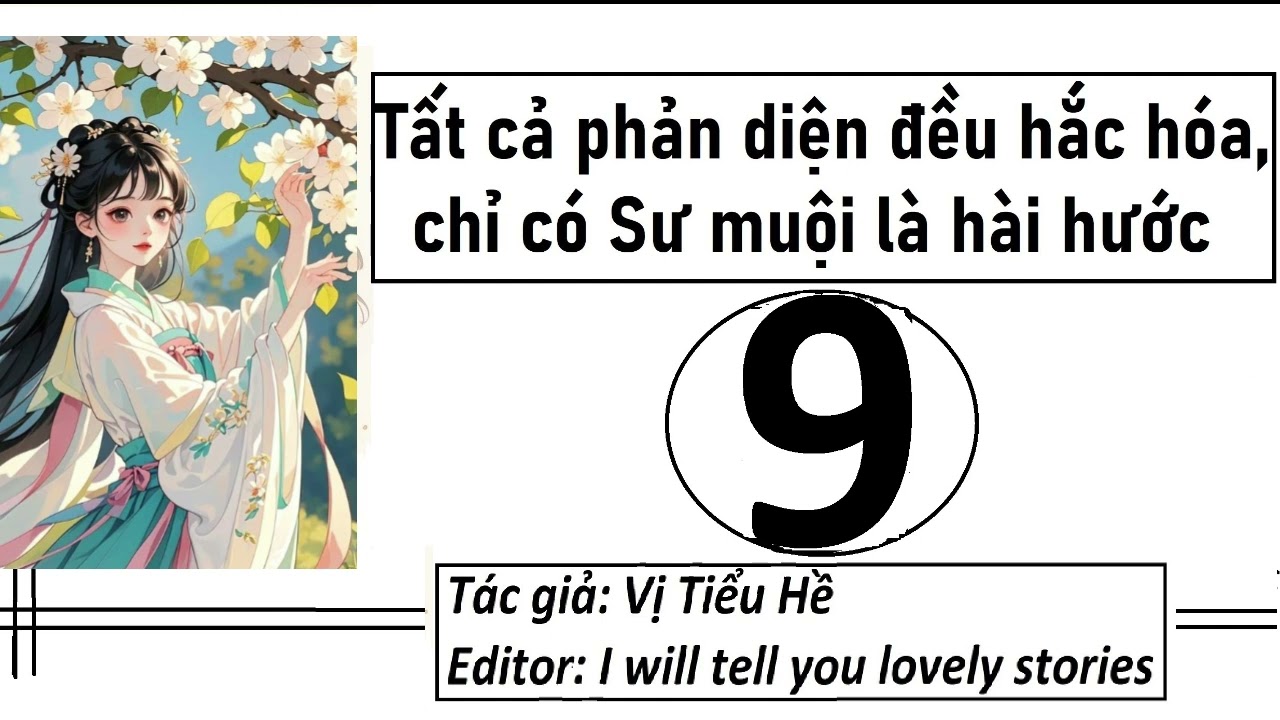 Tất cả phản diện đều hắc hóa,
chỉ có Sư muội là hài hước
9
Tác giả: Vị Tiểu Hề
Editor: I will tell you lovely stories